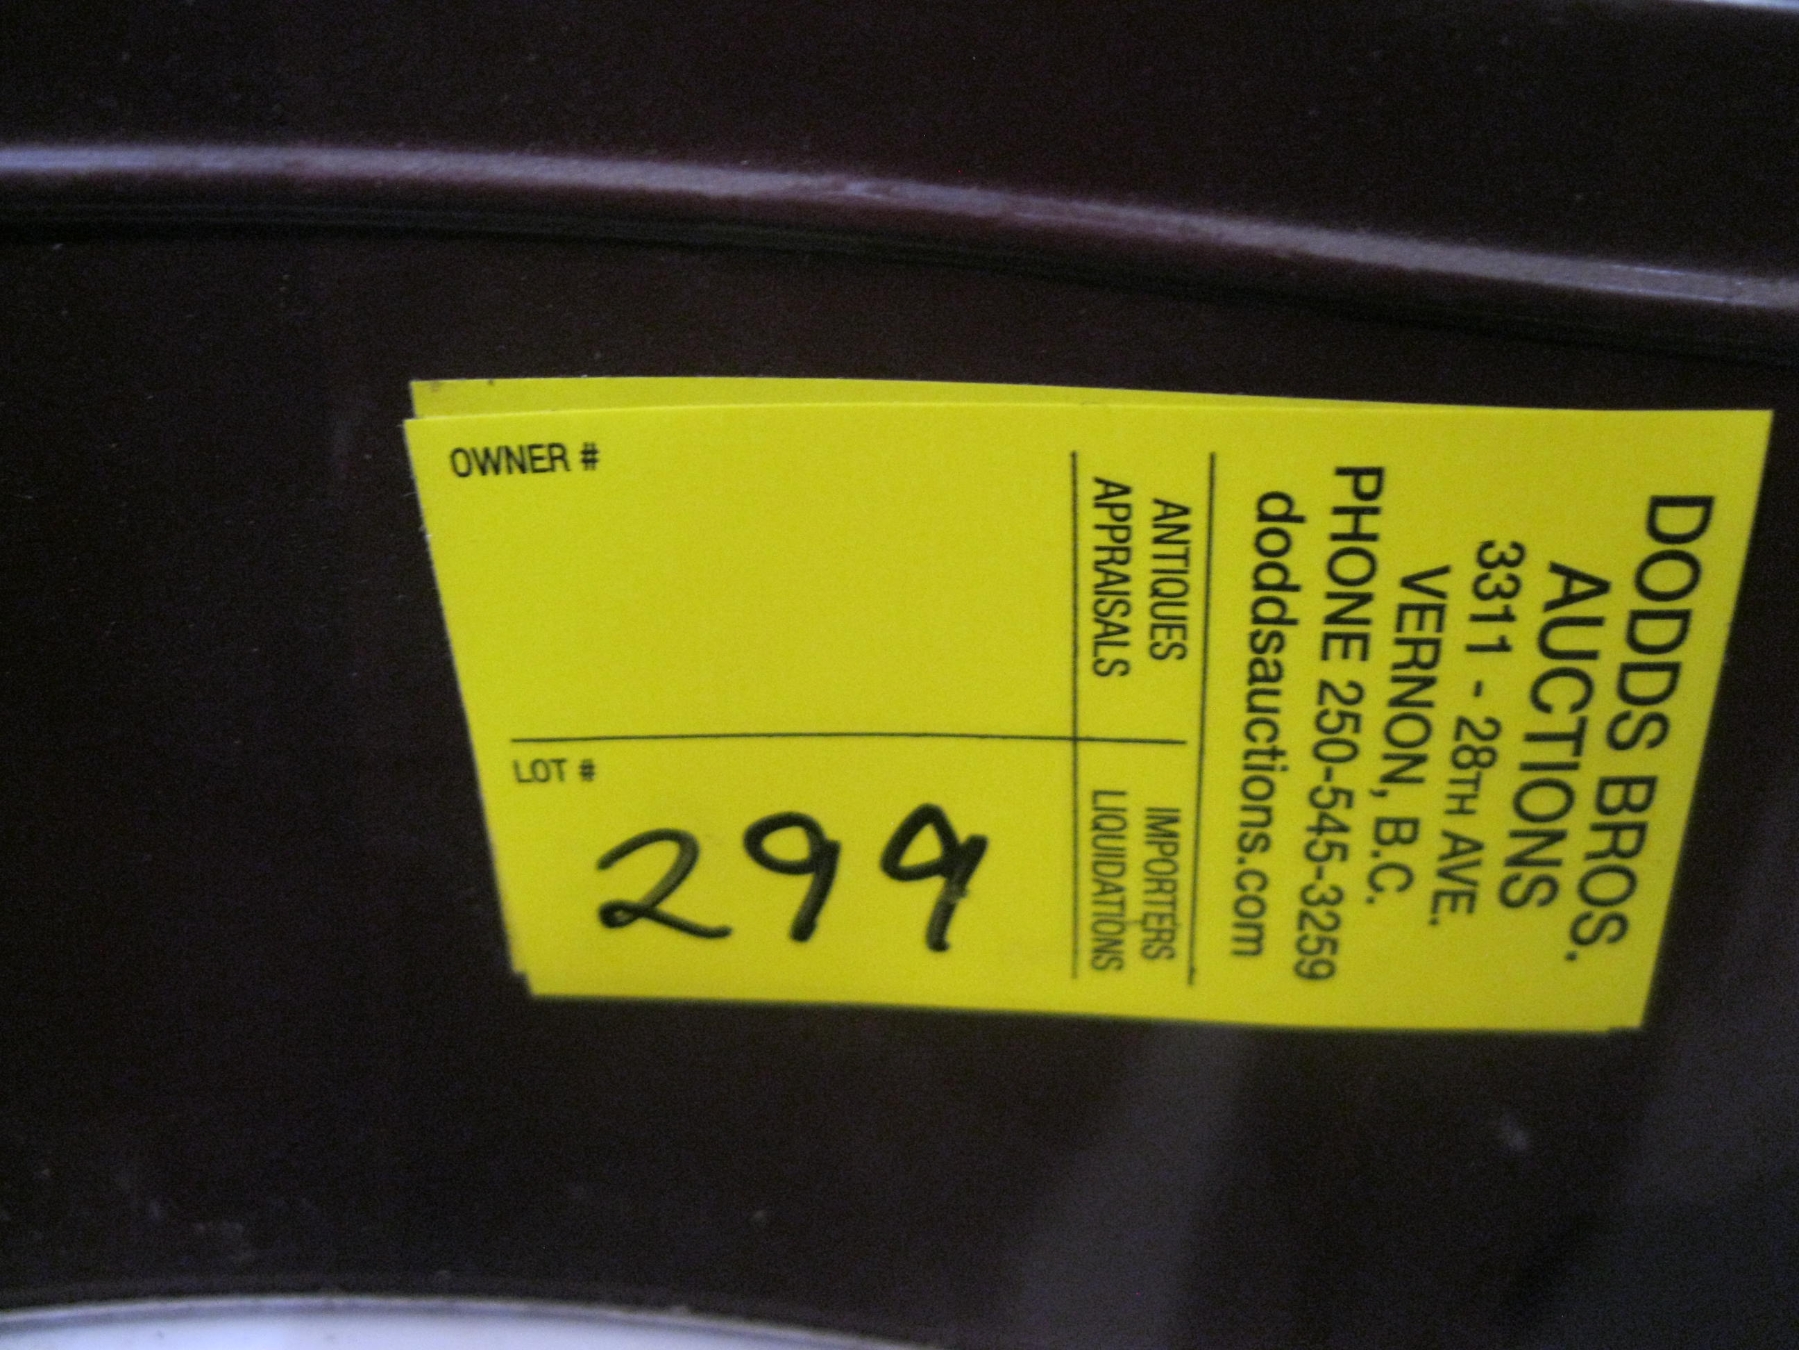 DODDS BROS.
AUCTIONS
3311 - 28TH AVE.
VERNON, B.C.
PHONE 250-545-3259
doddsauctions.com
ANTIQUES
APPRAISALS
IMPORTERS
LIQUIDATIONS
OWNER #
LOT #
299